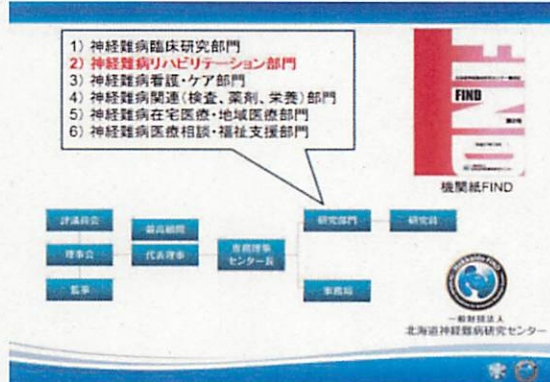 1) 神経難病臨床研究部門
2) 神経難病リハビリテーション部門
3) 神経難病看護・ケア部門
4) 神経難病関連(検査、薬剤、栄養)部門
5) 神経難病在宅医療・地域医療部門
6) 神経難病医療相談・福祉支援部門
FIND
機関紙FIND
評議員会
最高顧問
研究部門
研究員
理事会
代表理事
専務理事
センター長
監事
事務局
Hokkaido FIND
一般財団法人
北海道神経難病研究センター